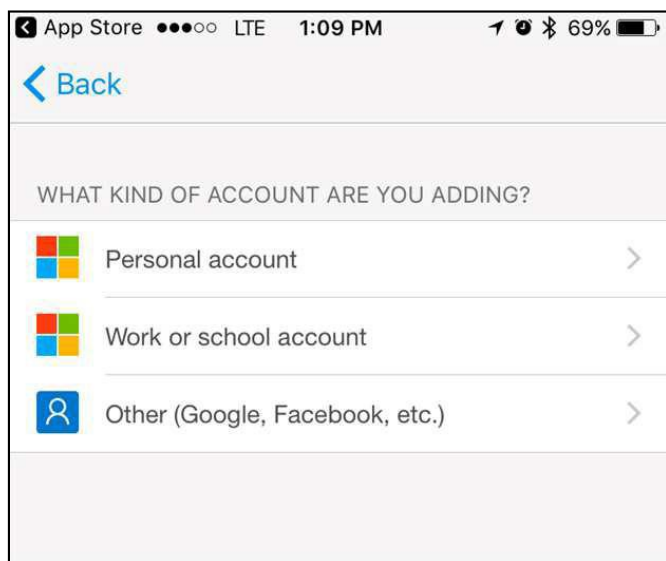 App Store LTE 1:09 PM 69%
Back
WHAT KIND OF ACCOUNT ARE YOU ADDING?
Personal account
Work or school account
Other (Google, Facebook, etc.)